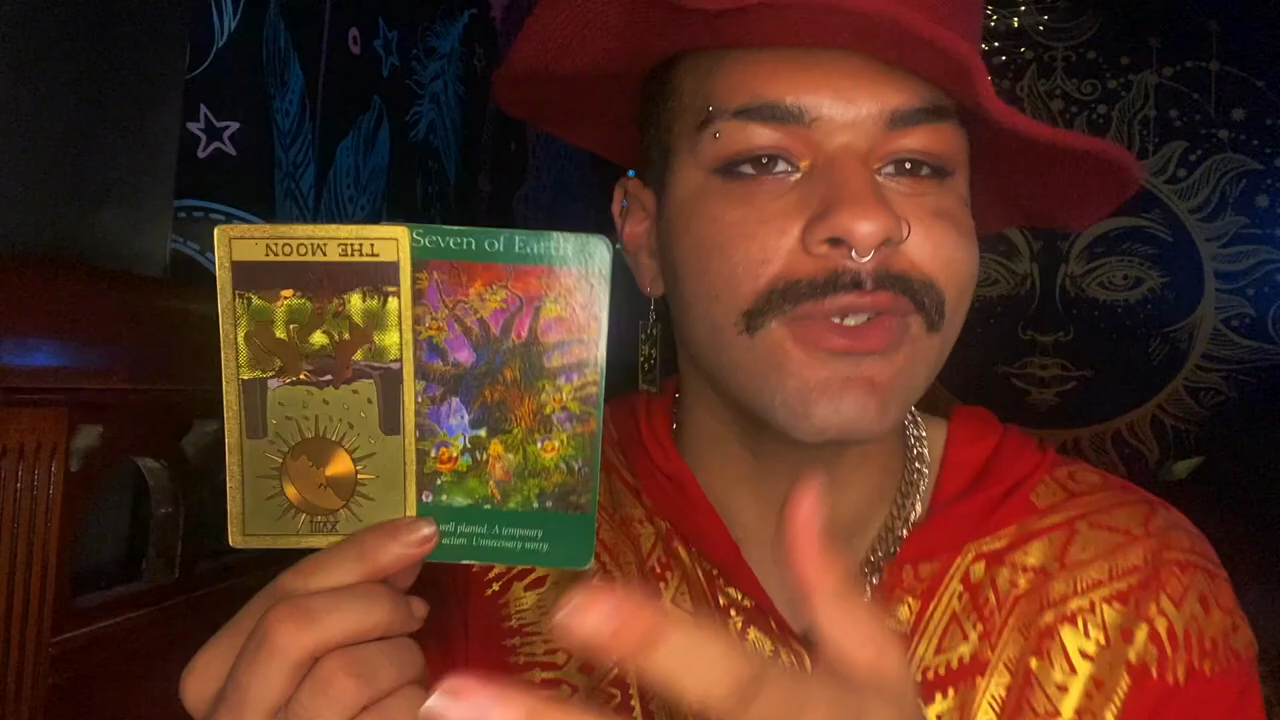 THE MOON
XVIII
Seven of Earth
well planted. A temporary
action. Unnecessary worry.